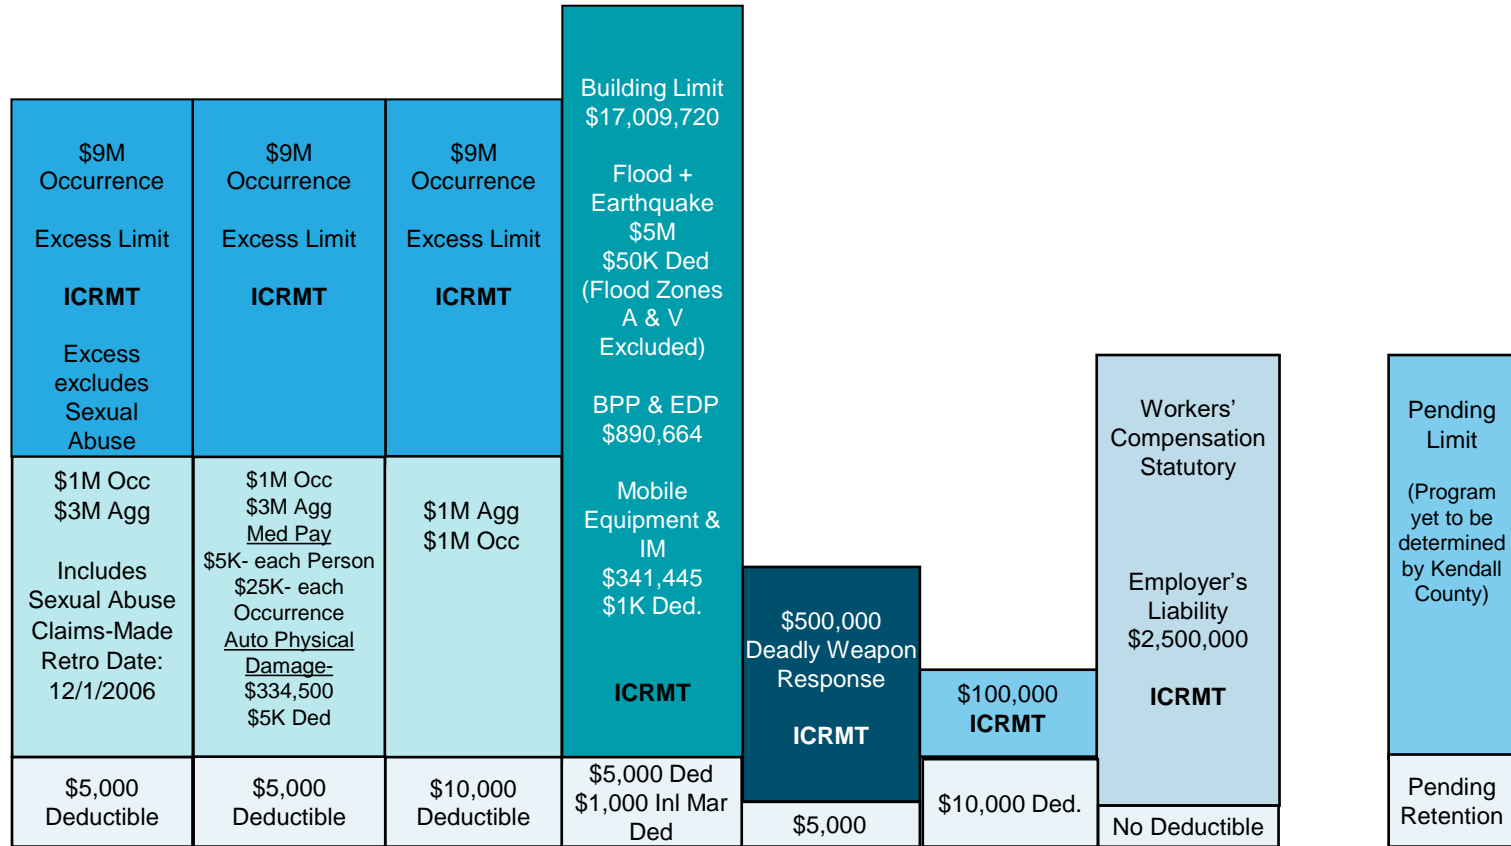 $9M
Occurrence
Excess Limit
ICRMT
Excess
excludes
Sexual
Abuse
$1M Occ
$3M Agg
Includes
Sexual Abuse
Claims-Made
Retro Date:
12/1/2006
$5,000
Deductible
$9M
Occurrence
Excess Limit
ICRMT
$1M Occ
$3M Agg
Med Pay
$5K- each Person
$25K- each
Occurrence
Auto Physical
Damage-
$334,500
$5K Ded
$5,000
Deductible
$9M
Occurrence
Excess Limit
ICRMT
$1M Agg
$1M Occ
$10,000
Deductible
Building Limit
$17,009,720
Flood +
Earthquake
$5M
$50K Ded
(Flood Zones
A & V
Excluded)
BPP & EDP
$890,664
Mobile
Equipment &
IM
$341,445
$1K Ded.
ICRMT
$5,000 Ded
$1,000 Inl Mar
Ded
$500,000
Deadly Weapon
Response
ICRMT
$5,000
$100,000
ICRMT
$10,000 Ded.
Workers'
Compensation
Statutory
Employer's
Liability
$2,500,000
ICRMT
No Deductible
Pending
Limit
(Program
yet to be
determined
by Kendall
County)
Pending
Retention